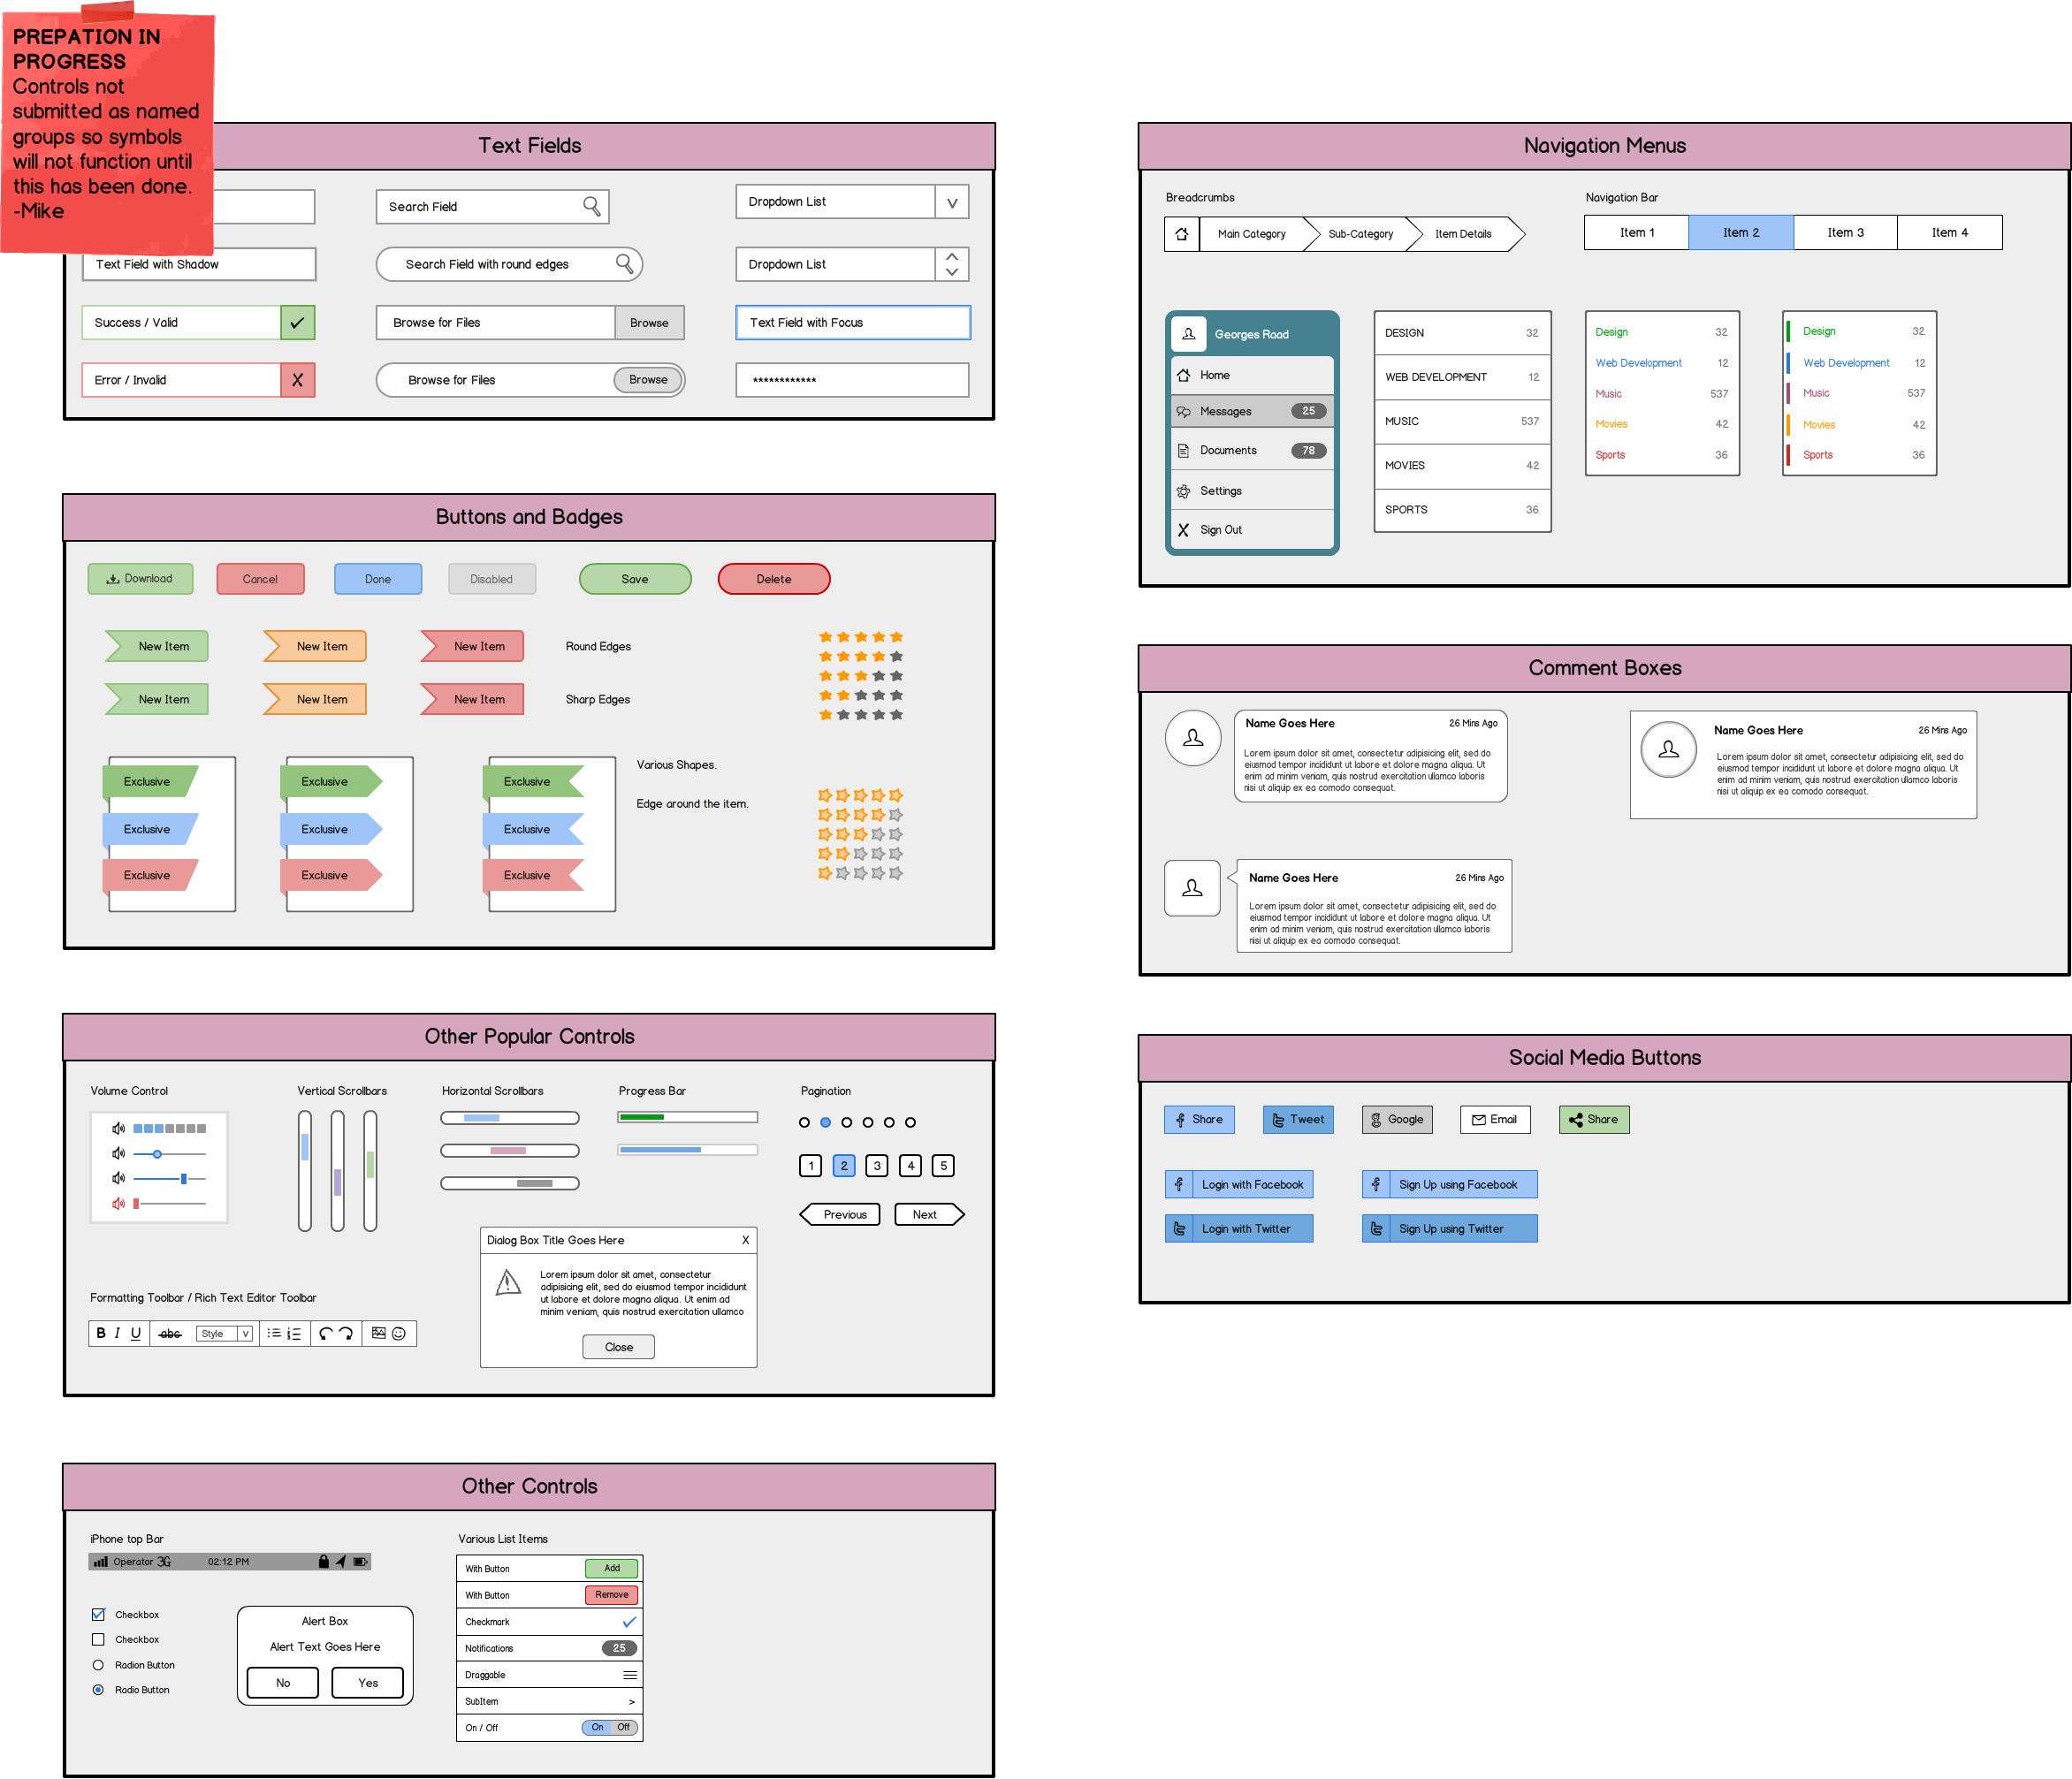 PREPATION IN
PROGRESS
Controls not
submitted as named
groups so symbols
will not function until
this has been done.
-Mike
Text Fields
Search Field
Dropdown List
v
Text Field with Shadow
Search Field with round edges
Dropdown List
Success / Valid
Browse for Files
Browse
Text Field with Focus
Error / Invalid
X
Browse for Files
Browse
************
Buttons and Badges
Download
Cancel
Done
Disabled
Save
Delete
New Item
New Item
New Item
Round Edges
New Item
New Item
New Item
Sharp Edges
Exclusive
Exclusive
Exclusive
Exclusive
Exclusive
Exclusive
Exclusive
Exclusive
Exclusive
Various Shapes.
Edge around the item.
Other Popular Controls
Volume Control
Vertical Scrollbars
Horizontal Scrollbars
Progress Bar
Pagination
1 2 3 4 5
Previous
Next
Dialog Box Title Goes Here
X
Lorem ipsum dolor sit amet, consectetur
adipisicing elit, sed do eiusmod tempor incididunt
ut labore et dolore magna aliqua. Ut enim ad
minim veniam, quis nostrud exercitation ullamco
Close
Formatting Toolbar / Rich Text Editor Toolbar
B I U abc Style v
Other Controls
iPhone top Bar
Operator 3G 02:12 PM
Checkbox
Checkbox
Radion Button
Radio Button
Alert Box
Alert Text Goes Here
No
Yes
Various List Items
With Button
Add
With Button
Remove
Checkmark
Notifications
25
Draggable
SubItem
>
On / Off
On
Off
Navigation Menus
Breadcrumbs
Main Category
Sub-Category
Item Details
Navigation Bar
Item 1
Item 2
Item 3
Item 4
Georges Raad
Home
Messages
25
Documents
78
Settings
X Sign Out
DESIGN 32
WEB DEVELOPMENT 12
MUSIC 537
MOVIES 42
SPORTS 36
Design 32
Web Development 12
Music 537
Movies 42
Sports 36
Design 32
Web Development 12
Music 537
Movies 42
Sports 36
Comment Boxes
Name Goes Here
26 Mins Ago
Lorem ipsum dolor sit amet, consectetur adipisicing elit, sed do
eiusmod tempor incididunt ut labore et dolore magna aliqua. Ut
enim ad minim veniam, quis nostrud exercitation ullamco laboris
nisi ut aliquip ex ea comodo consequat.
Name Goes Here
26 Mins Ago
Lorem ipsum dolor sit amet, consectetur adipisicing elit, sed do
eiusmod tempor incididunt ut labore et dolore magna aliqua. Ut
enim ad minim veniam, quis nostrud exercitation ullamco laboris
nisi ut aliquip ex ea comodo consequat.
Name Goes Here
26 Mins Ago
Lorem ipsum dolor sit amet, consectetur adipisicing elit, sed do
eiusmod tempor incididunt ut labore et dolore magna aliqua. Ut
enim ad minim veniam, quis nostrud exercitation ullamco laboris
nisi ut aliquip ex ea comodo consequat.
Social Media Buttons
f Share
t Tweet
g Google
Email
Share
f Login with Facebook
f Sign Up using Facebook
t Login with Twitter
t Sign Up using Twitter